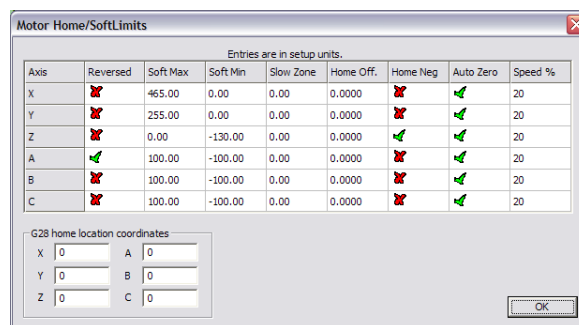 Motor Home/SoftLimits
Entries are in setup units.
Axis Reversed Soft Max Soft Min Slow Zone Home Off. Home Neg Auto Zero Speed %
X 465.00 0.00 0.00 0.0000 20
Y 255.00 0.00 0.00 0.0000 20
Z 0.00 -130.00 0.00 0.0000 20
A 100.00 -100.00 0.00 0.0000 20
B 100.00 -100.00 0.00 0.0000 20
C 100.00 -100.00 0.00 0.0000 20
G28 home location coordinates
X 0 A 0
Y 0 B 0
Z 0 C 0
OK